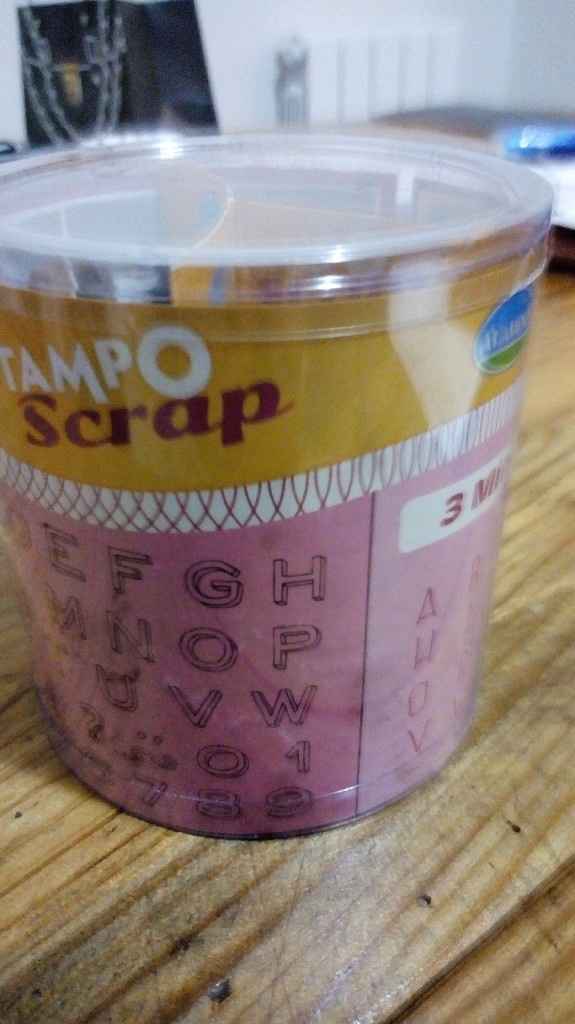 TAMPO
Scrap
3 MI
E F G H
M N O P
U V W
? 0 1
7 8 9
A
W
O
V